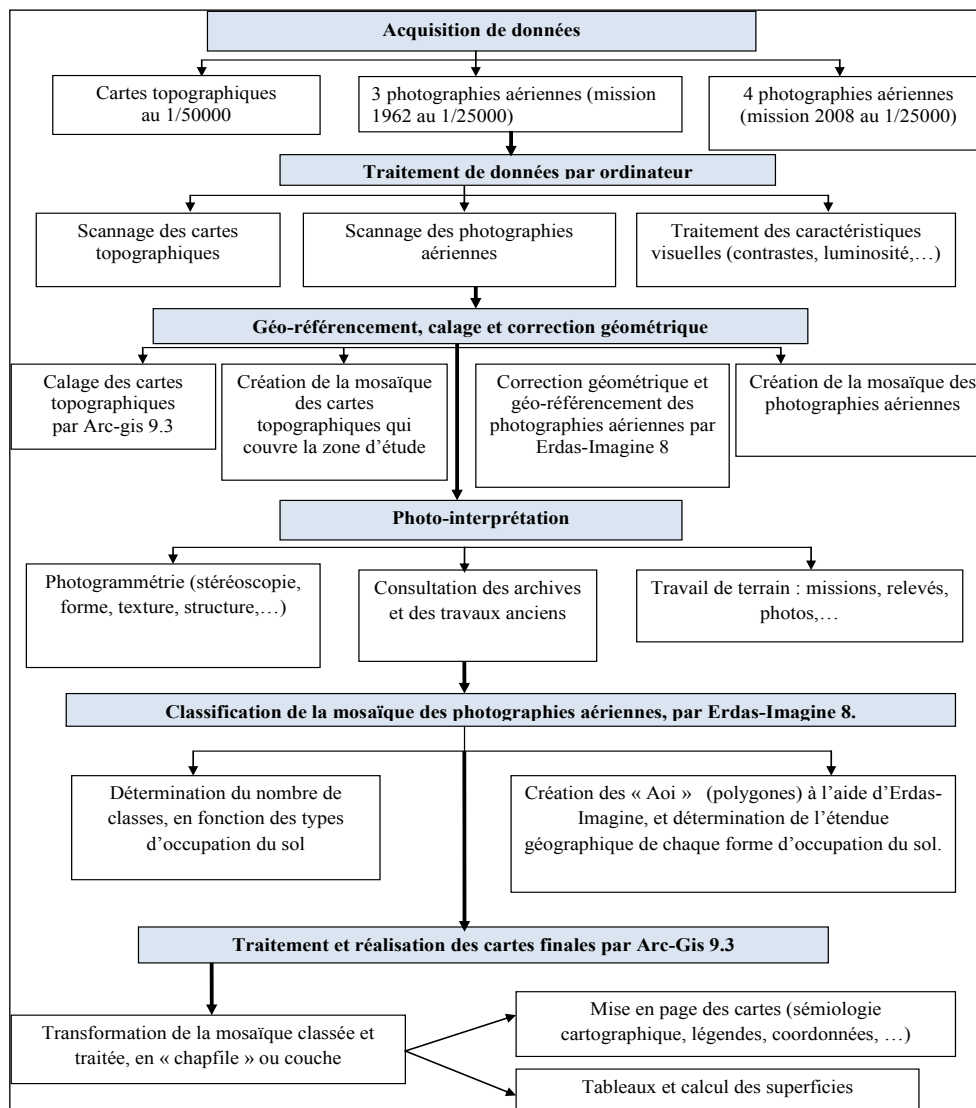 Acquisition de données
Cartes topographiques
au 1/50000
3 photographies aériennes (mission
1962 au 1/25000)
4 photographies aériennes
(mission 2008 au 1/25000)
Traitement de données par ordinateur
Scannage des cartes
topographiques
Scannage des photographies
aériennes
Traitement des caractéristiques
visuelles (contrastes, luminosité,…)
Géo-référencement, calage et correction géométrique
Calage des cartes
topographiques
par Arc-gis 9.3
Création de la mosaïque
des cartes
topographiques qui
couvre la zone d’étude
Correction géométrique et
géo-référencement des
photographies aériennes par
Erdas-Imagine 8
Création de la mosaïque des
photographies aériennes
Photo-interprétation
Photogrammétrie (stéréoscopie,
forme, texture, structure,…)
Consultation des archives
et des travaux anciens
Travail de terrain : missions, relevés,
photos,…
Classification de la mosaïque des photographies aériennes, par Erdas-Imagine 8.
Détermination du nombre de
classes, en fonction des types
d’occupation du sol
Création des « Aoi » (polygones) à l’aide d’Erdas-
Imagine, et détermination de l’étendue
géographique de chaque forme d’occupation du sol.
Traitement et réalisation des cartes finales par Arc-Gis 9.3
Transformation de la mosaïque classée et
traitée, en « chapfile » ou couche
Mise en page des cartes (sémiologie
cartographique, légendes, coordonnées, …)
Tableaux et calcul des superficies